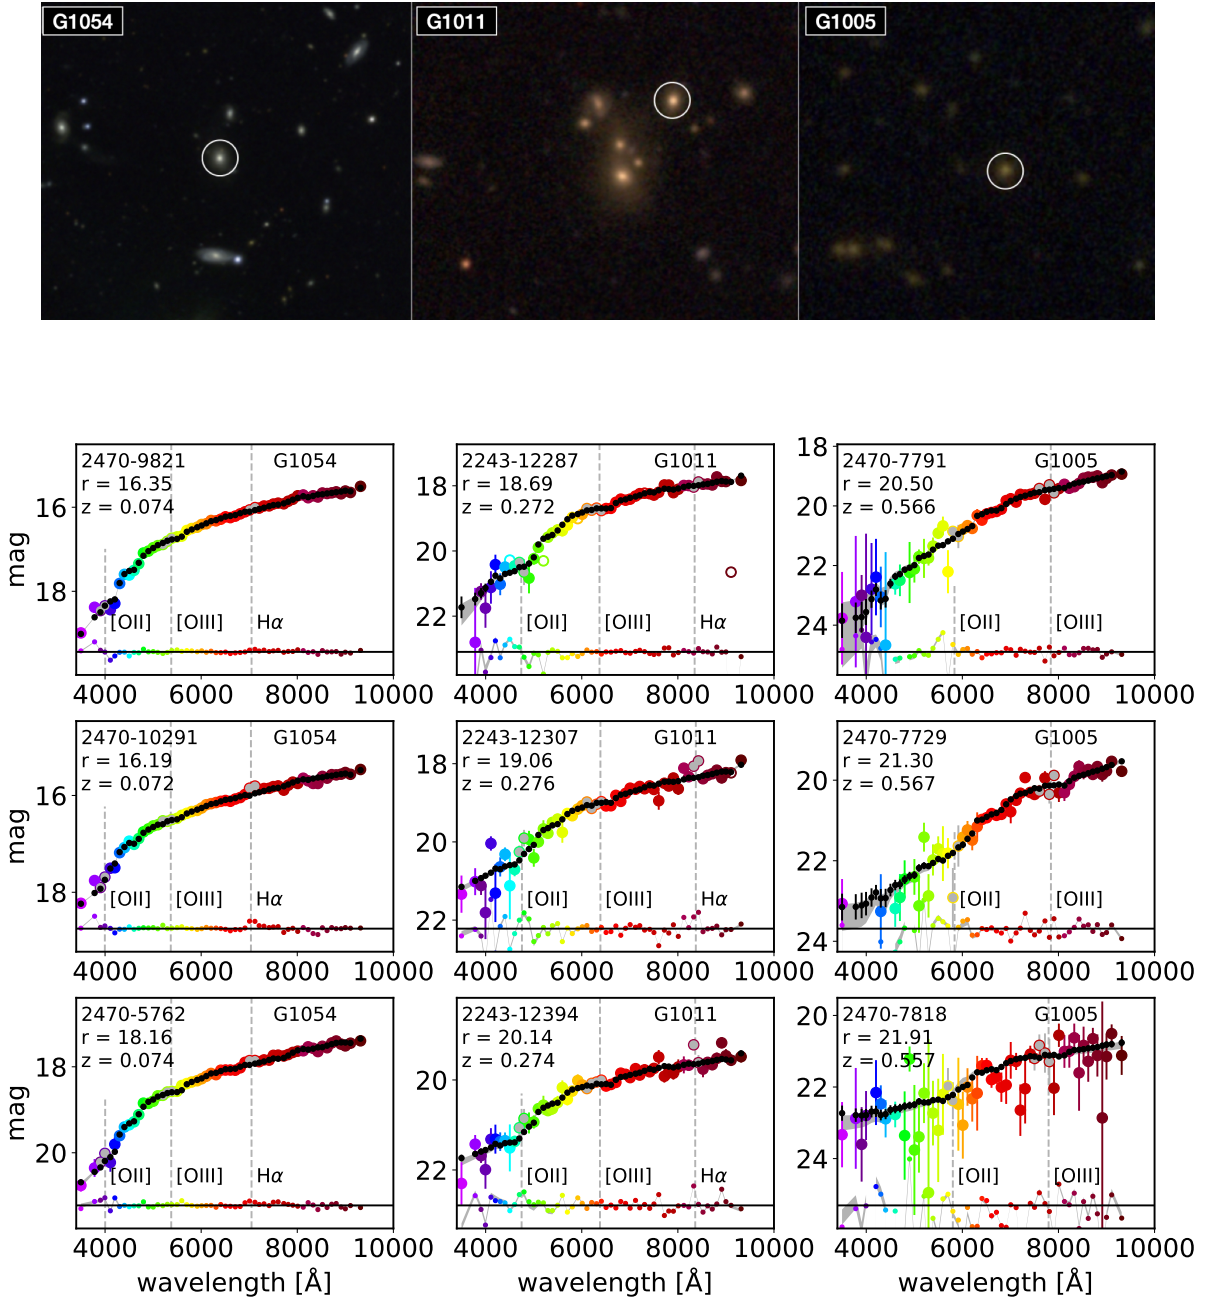 G1054 G1011 G1005
2470-9821 G1054
r = 16.35
z = 0.074
[OII] [OIII] Hα
16
18
mag
4000 6000 8000 10000
2243-12287 G1011
r = 18.69
z = 0.272
[OII] [OIII] Hα
18
20
22
4000 6000 8000 10000
2470-7791 G1005
r = 20.50
z = 0.566
[OII] [OIII]
18
20
22
24
4000 6000 8000 10000
2470-10291 G1054
r = 16.19
z = 0.072
[OII] [OIII] Hα
16
18
mag
4000 6000 8000 10000
2243-12307 G1011
r = 19.06
z = 0.276
[OII] [OIII] Hα
18
20
22
4000 6000 8000 10000
2470-7729 G1005
r = 21.30
z = 0.567
[OII] [OIII]
20
22
24
4000 6000 8000 10000
2470-5762 G1054
r = 18.16
z = 0.074
[OII] [OIII] Hα
18
20
mag
4000 6000 8000 10000
wavelength [Å]
2243-12394 G1011
r = 20.14
z = 0.274
[OII] [OIII] Hα
20
22
4000 6000 8000 10000
wavelength [Å]
2470-7818 G1005
r = 21.91
z = 0.557
[OII] [OIII]
20
22
24
4000 6000 8000 10000
wavelength [Å]